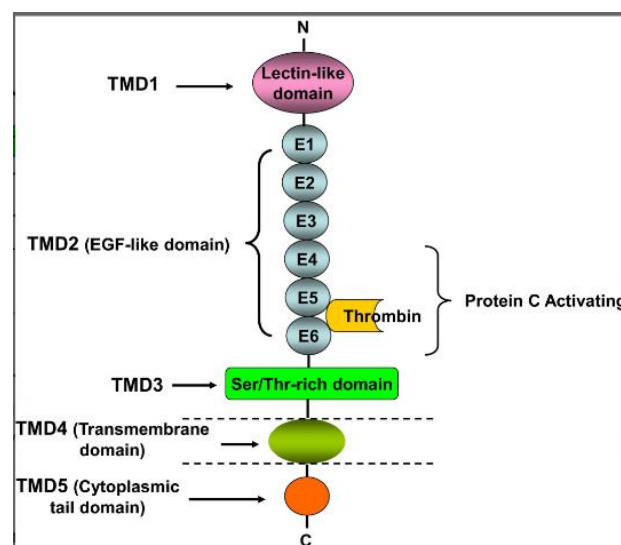 N
TMD1
Lectin-like
domain
E1
E2
E3
TMD2 (EGF-like domain)
E4
E5
Thrombin
Protein C Activating
E6
TMD3
Ser/Thr-rich domain
TMD4 (Transmembrane
domain)
TMD5 (Cytoplasmic
tail domain)
C